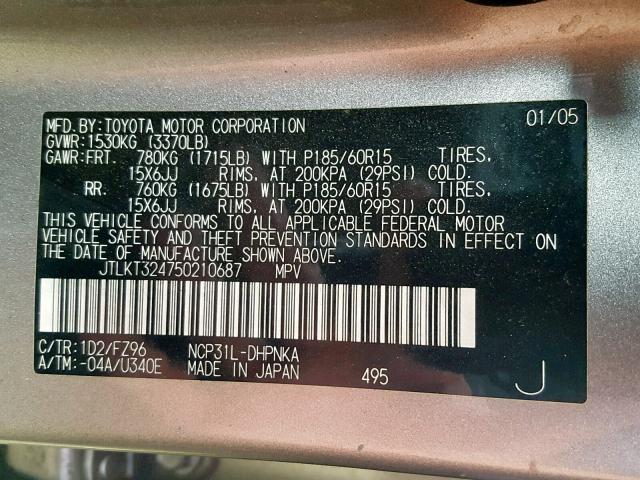 MFD.BY:TOYOTA MOTOR CORPORATION 01/05
GVWR:1530KG (3370LB)
GAWR:FRT. 780KG (1715LB) WITH P185/60R15 TIRES,
15X6JJ RIMS, AT 200KPA (29PSI) COLD.
RR. 760KG (1675LB) WITH P185/60R15 TIRES,
15X6JJ RIMS, AT 200KPA (29PSI) COLD.
THIS VEHICLE CONFORMS TO ALL APPLICABLE FEDERAL MOTOR
VEHICLE SAFETY AND THEFT PREVENTION STANDARDS IN EFFECT ON
THE DATE OF MANUFACTURE SHOWN ABOVE.
JTLKT324750210687 MPV
C/TR:1D2/FZ96 NCP31L-DHPNKA
A/TM:-04A/U340E MADE IN JAPAN 495 J